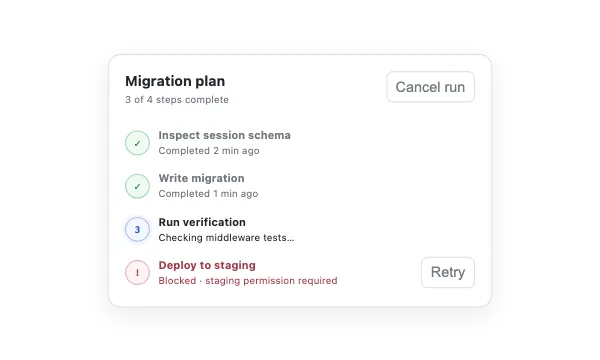 Migration plan
Cancel run
3 of 4 steps complete
✓
Inspect session schema
Completed 2 min ago
✓
Write migration
Completed 1 min ago
3
Run verification
Checking middleware tests…
!
Deploy to staging
Blocked · staging permission required
Retry